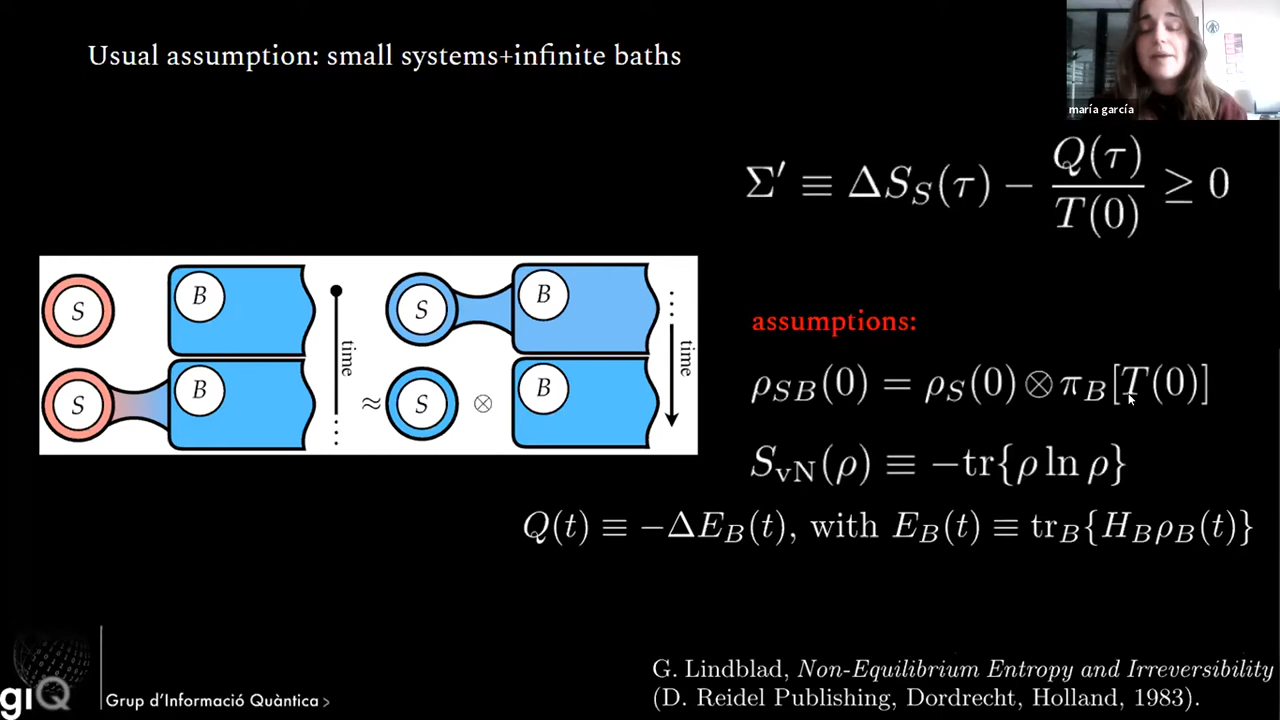 Usual assumption: small systems+infinite baths
maría garcía
Σ′ ≡ ΔS_S(τ) − Q(τ)/T(0) ≥ 0
S
B
S
B
time
≈
S
B
S
⊗
B
time
assumptions:
ρ_SB(0) = ρ_S(0) ⊗ π_B[T(0)]
S_vN(ρ) ≡ −tr{ρ ln ρ}
Q(t) ≡ −ΔE_B(t), with E_B(t) ≡ tr_B{H_Bρ_B(t)}
G. Lindblad, Non-Equilibrium Entropy and Irreversibility
(D. Reidel Publishing, Dordrecht, Holland, 1983).
giQ
Grup d'Informació Quàntica >